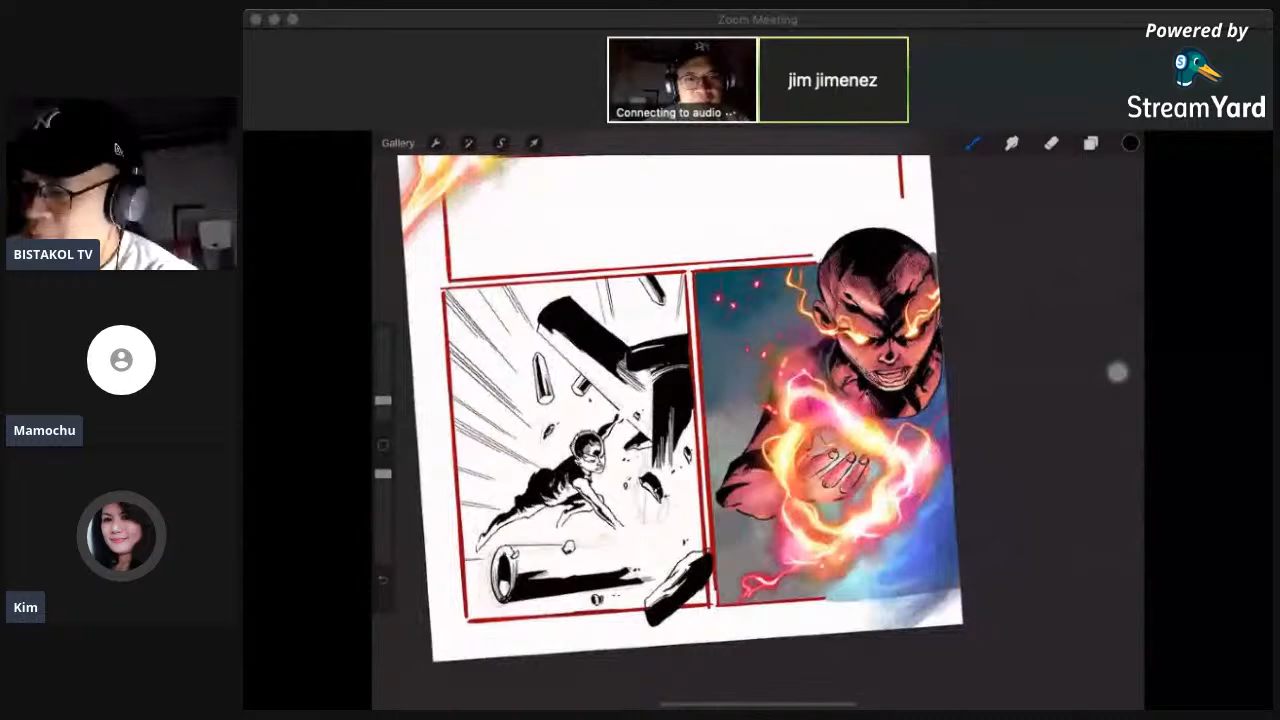 Zoom Meeting
Powered by
StreamYard
Connecting to audio ...
jim jimenez
Gallery
BISTAKOL TV
Mamochu
Kim